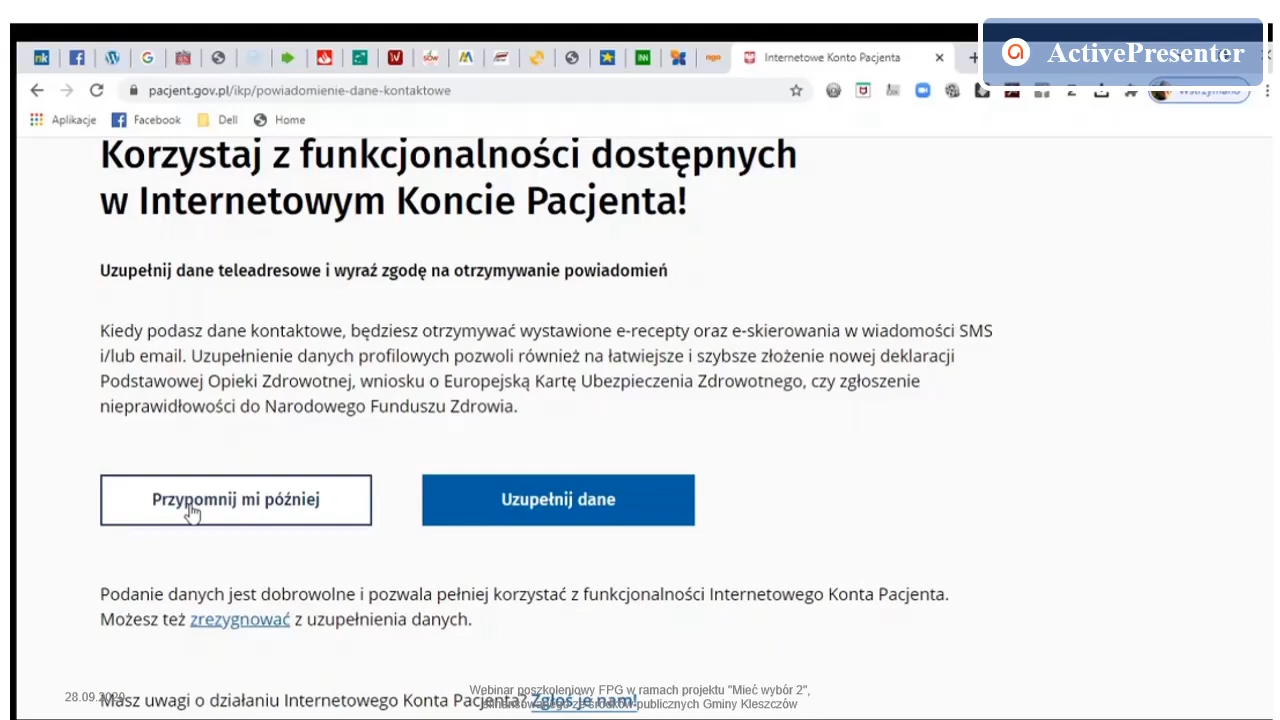 ActivePresenter
Internetowe Konto Pacjenta
pacjent.gov.pl/ikp/powiadomienie-dane-kontaktowe
Wstrzymano
Aplikacje Facebook Dell Home
Korzystaj z funkcjonalności dostępnych
w Internetowym Koncie Pacjenta!
Uzupełnij dane teleadresowe i wyraź zgodę na otrzymywanie powiadomień
Kiedy podasz dane kontaktowe, będziesz otrzymywać wystawione e-recepty oraz e-skierowania w wiadomości SMS
i/lub email. Uzupełnienie danych profilowych pozwoli również na łatwiejsze i szybsze złożenie nowej deklaracji
Podstawowej Opieki Zdrowotnej, wniosku o Europejską Kartę Ubezpieczenia Zdrowotnego, czy zgłoszenie
nieprawidłowości do Narodowego Funduszu Zdrowia.
Przypomnij mi później
Uzupełnij dane
Podanie danych jest dobrowolne i pozwala pełniej korzystać z funkcjonalności Internetowego Konta Pacjenta.
Możesz też zrezygnować z uzupełnienia danych.
Masz uwagi o działaniu Internetowego Konta Pacjenta? Zgłoś je nam!
28.09.2020
Webinar poszkoleniowy FPG w ramach projektu "Mieć wybór 2",
sfinansowanego ze środków publicznych Gminy Kleszczów